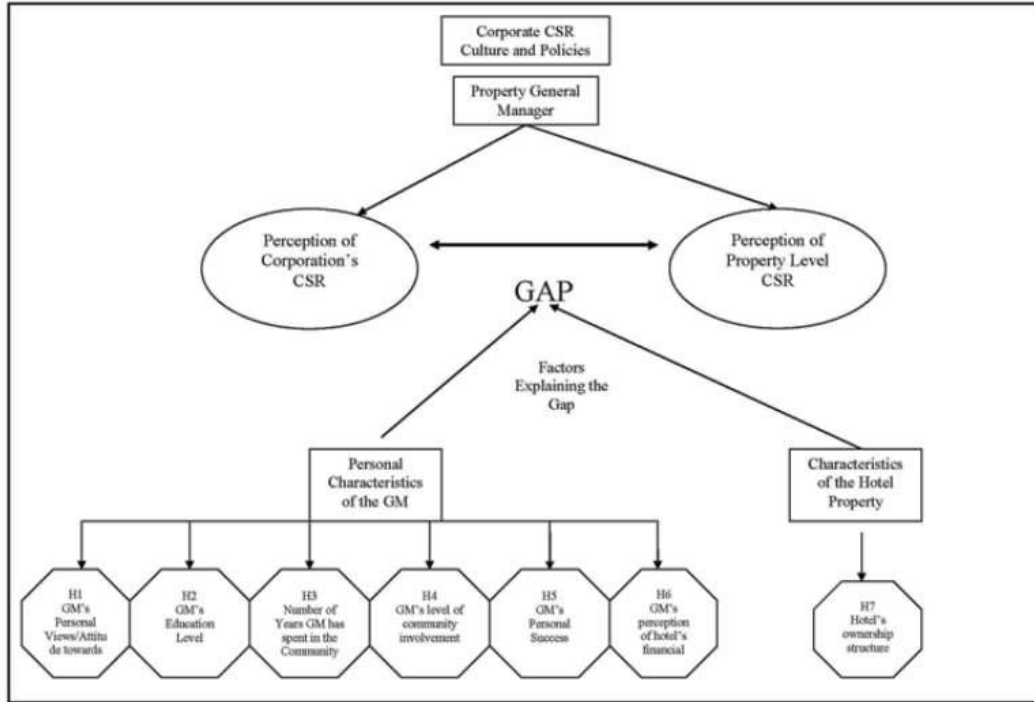 Corporate CSR
Culture and Policies
Property General
Manager
Perception of
Corporation's
CSR
Perception of
Property Level
CSR
GAP
Factors
Explaining the
Gap
Personal
Characteristics
of the GM
Characteristics
of the Hotel
Property
H1
GM's
Personal
Views/Attitu
de towards
H2
GM's
Education
Level
H3
Number of
Years GM has
spent in the
Community
H4
GM's level of
community
involvement
H5
GM's
Personal
Success
H6
GM's
perception
of hotel's
financial
H7
Hotel's
ownership
structure